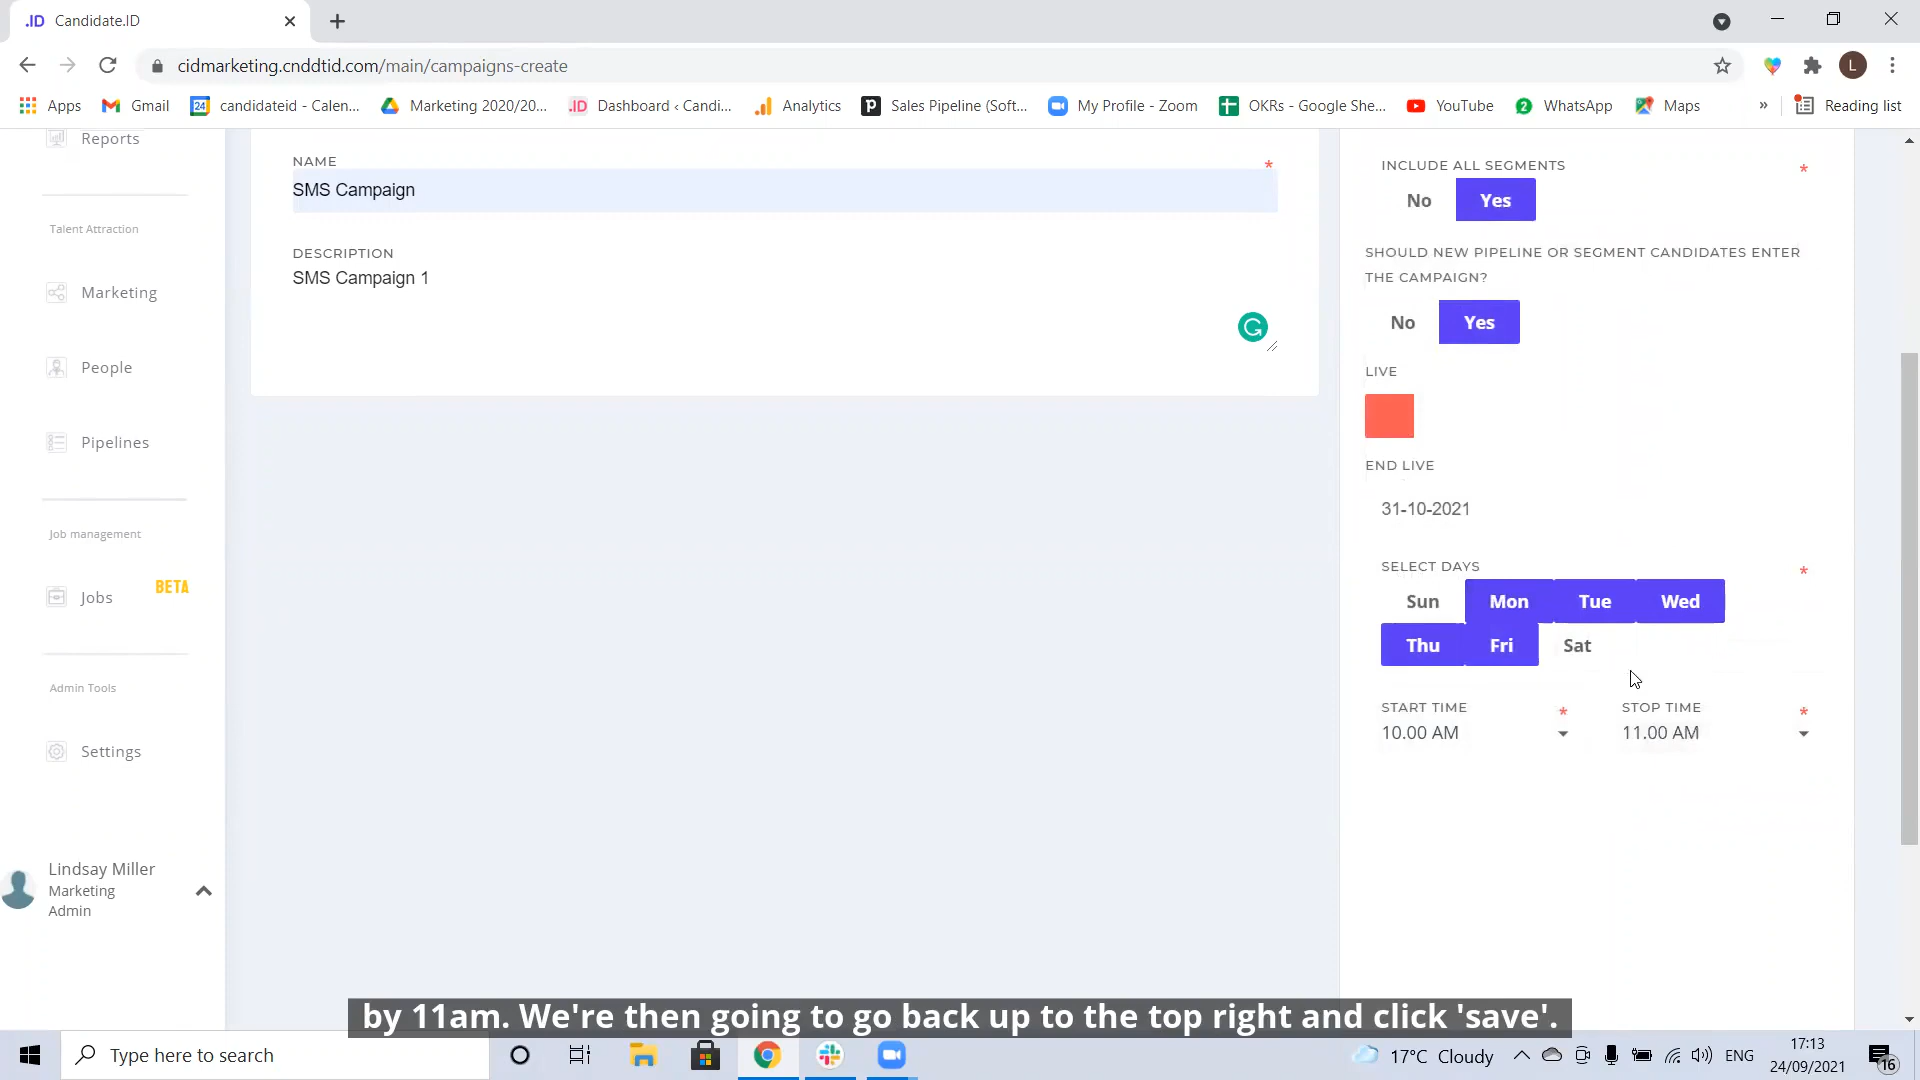 .ID Candidate.ID
cidmarketing.cnddtid.com/main/campaigns-create
L
Apps
Gmail
24 candidateid - Calen...
Marketing 2020/20...
.ID Dashboard ‹ Candi...
Analytics
Sales Pipeline (Soft...
My Profile - Zoom
OKRs - Google She...
YouTube
2 WhatsApp
Maps
»
Reading list
Reports
Talent Attraction
Marketing
People
Pipelines
Job management
Jobs BETA
Admin Tools
Settings
Lindsay Miller
Marketing
Admin
NAME *
SMS Campaign
DESCRIPTION
SMS Campaign 1
INCLUDE ALL SEGMENTS *
No Yes
SHOULD NEW PIPELINE OR SEGMENT CANDIDATES ENTER
THE CAMPAIGN?
No Yes
LIVE
END LIVE
31-10-2021
SELECT DAYS *
Sun Mon Tue Wed
Thu Fri Sat
START TIME * STOP TIME *
10.00 AM 11.00 AM
by 11am. We're then going to go back up to the top right and click 'save'.
Type here to search
17°C Cloudy
ENG
17:13
24/09/2021
16